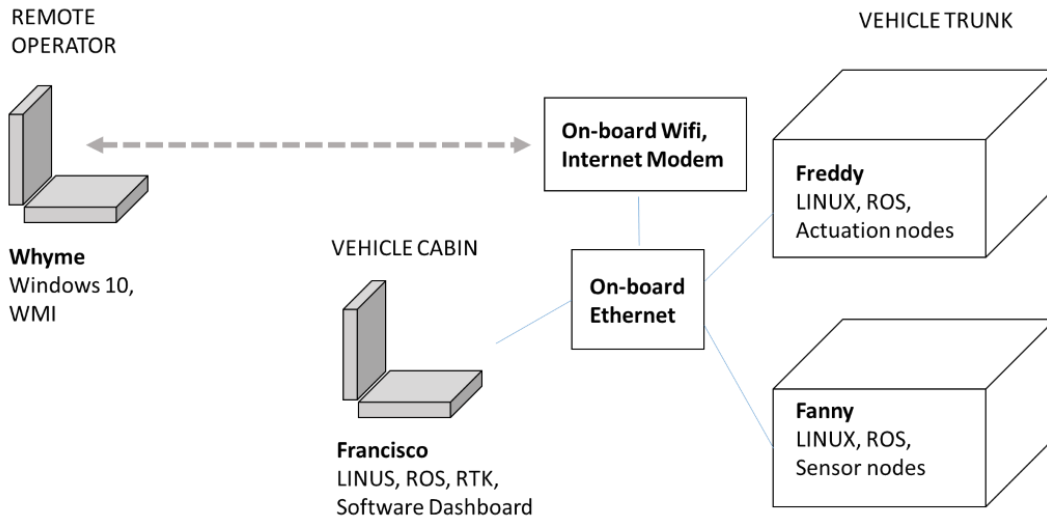 REMOTE
OPERATOR
Whyme
Windows 10,
WMI
VEHICLE CABIN
Francisco
LINUS, ROS, RTK,
Software Dashboard
On-board Wifi,
Internet Modem
On-board
Ethernet
VEHICLE TRUNK
Freddy
LINUX, ROS,
Actuation nodes
Fanny
LINUX, ROS,
Sensor nodes